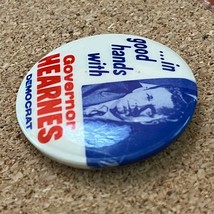 ...in
good
hands
with
Governor
HEARNES
DEMOCRAT